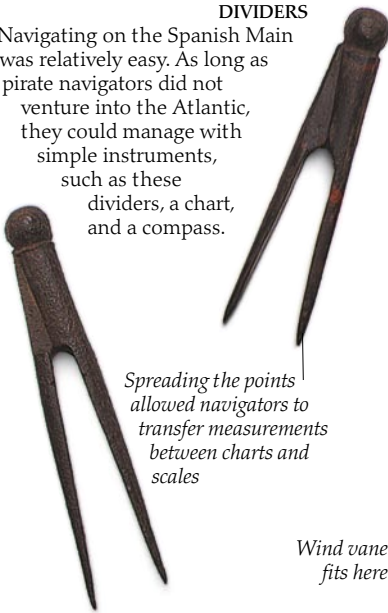 DIVIDERS
Navigating on the Spanish Main
was relatively easy. As long as
pirate navigators did not
venture into the Atlantic,
they could manage with
simple instruments,
such as these
dividers, a chart,
and a compass.
Spreading the points
allowed navigators to
transfer measurements
between charts and
scales
Wind vane
fits here